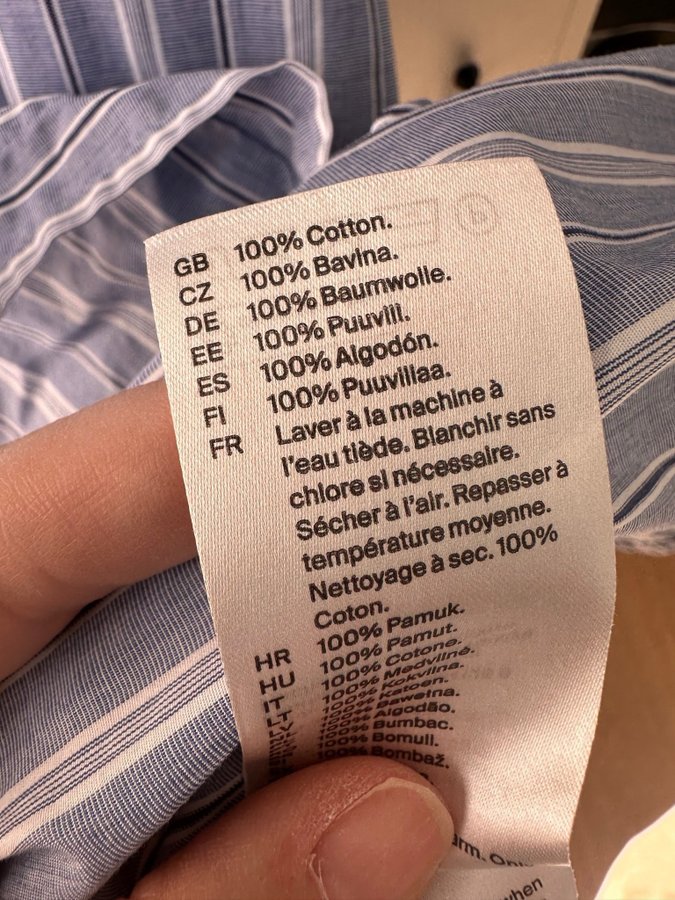 GB 100% Cotton.
CZ 100% Bavlna.
DE 100% Baumwolle.
EE 100% Puuvill.
ES 100% Algodón.
FI 100% Puuvillaa.
FR Laver à la machine à
l'eau tiède. Blanchir sans
chlore si nécessaire.
Sécher à l'air. Repasser à
température moyenne.
Nettoyage à sec. 100%
Coton.
HR 100% Pamuk.
HU 100% Pamut.
IT 100% Cotone.
LT 100% Medvilnė.
100% Kokvilna.
100% Katoen.
100% Bawełna.
100% Algodão.
100% Bumbac.
100% Bomull.
100% Bombaž.
arm.
when